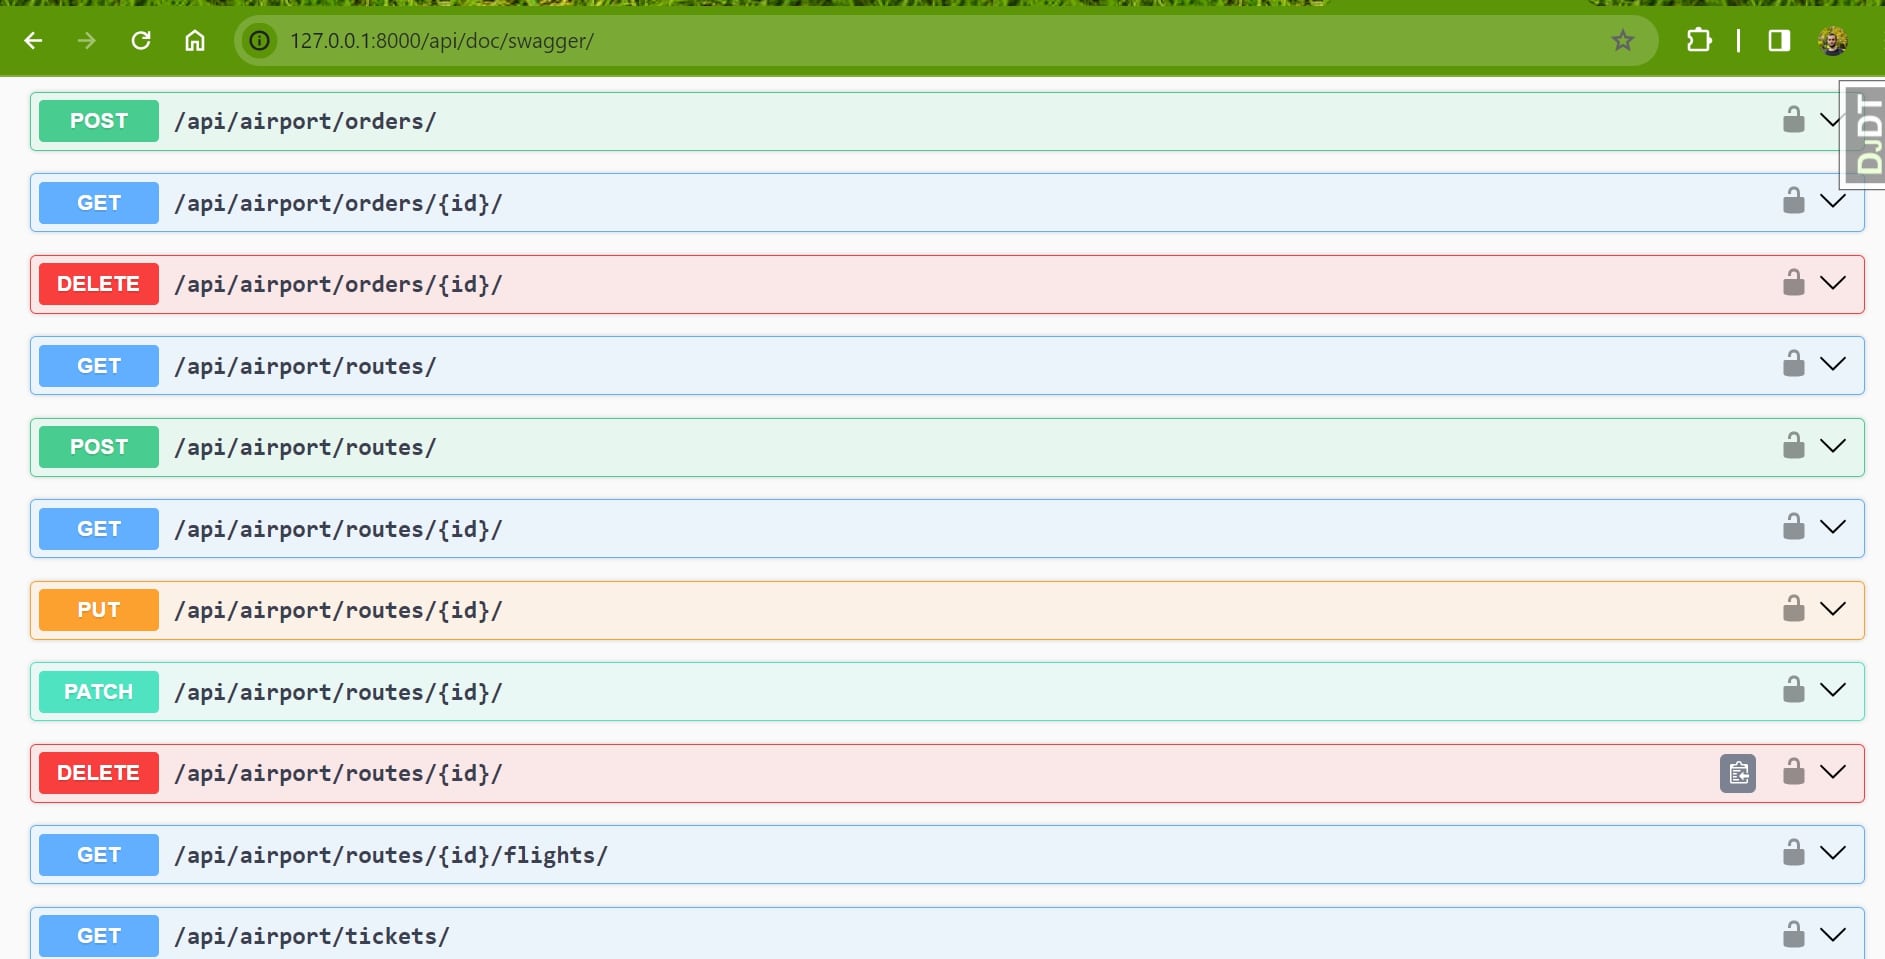 127.0.0.1:8000/api/doc/swagger/
DJDT
POST /api/airport/orders/
GET /api/airport/orders/{id}/
DELETE /api/airport/orders/{id}/
GET /api/airport/routes/
POST /api/airport/routes/
GET /api/airport/routes/{id}/
PUT /api/airport/routes/{id}/
PATCH /api/airport/routes/{id}/
DELETE /api/airport/routes/{id}/
GET /api/airport/routes/{id}/flights/
GET /api/airport/tickets/